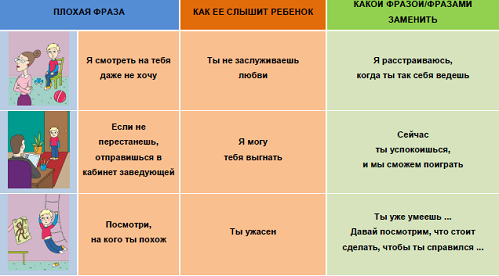 ПЛОХАЯ ФРАЗА
КАК ЕЕ СЛЫШИТ РЕБЕНОК
КАКОЙ ФРАЗОЙ/ФРАЗАМИ
ЗАМЕНИТЬ
Я смотреть на тебя
даже не хочу
Ты не заслуживаешь
любви
Я расстраиваюсь,
когда ты так себя ведешь
Если не
перестанешь,
отправишься в
кабинет заведующей
Я могу
тебя выгнать
Сейчас
ты успокоишься,
и мы сможем поиграть
Посмотри,
на кого ты похож
Ты ужасен
Ты уже умеешь ...
Давай посмотрим, что стоит
сделать, чтобы ты справился ...